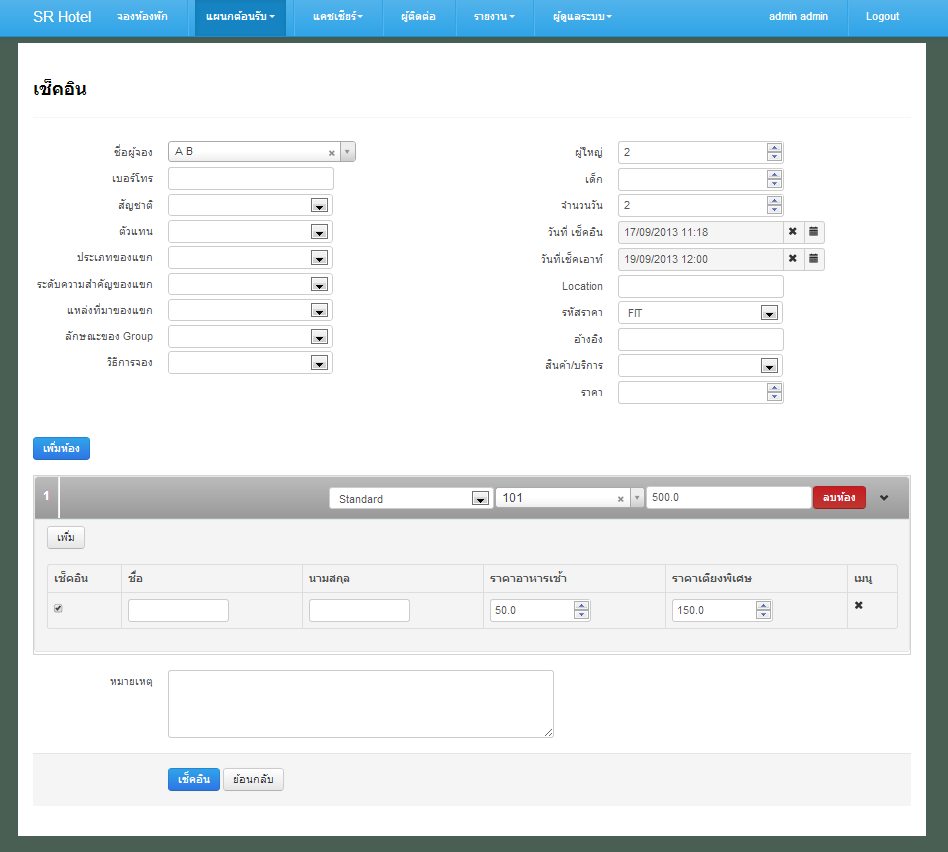 SR Hotel จองห้องพัก แผนกต้อนรับ แคชเชียร์ ผู้ติดต่อ รายงาน ผู้ดูแลระบบ admin admin Logout
เช็คอิน
ชื่อผู้จอง A B
เบอร์โทร
สัญชาติ
ตัวแทน
ประเภทของแขก
ระดับความสำคัญของแขก
แหล่งที่มาของแขก
ลักษณะของ Group
วิธีการจอง
ผู้ใหญ่ 2
เด็ก
จำนวนวัน 2
วันที่ เช็คอิน 17/09/2013 11:18
วันที่เช็คเอาท์ 19/09/2013 12:00
Location
รหัสราคา FIT
อ้างอิง
สินค้า/บริการ
ราคา
เพิ่มห้อง
1 Standard 101 500.0 ลบห้อง
เพิ่ม
เช็คอิน ชื่อ นามสกุล ราคาอาหารเช้า ราคาเตียงพิเศษ เมนู
50.0 150.0
หมายเหตุ
เช็คอิน ย้อนกลับ